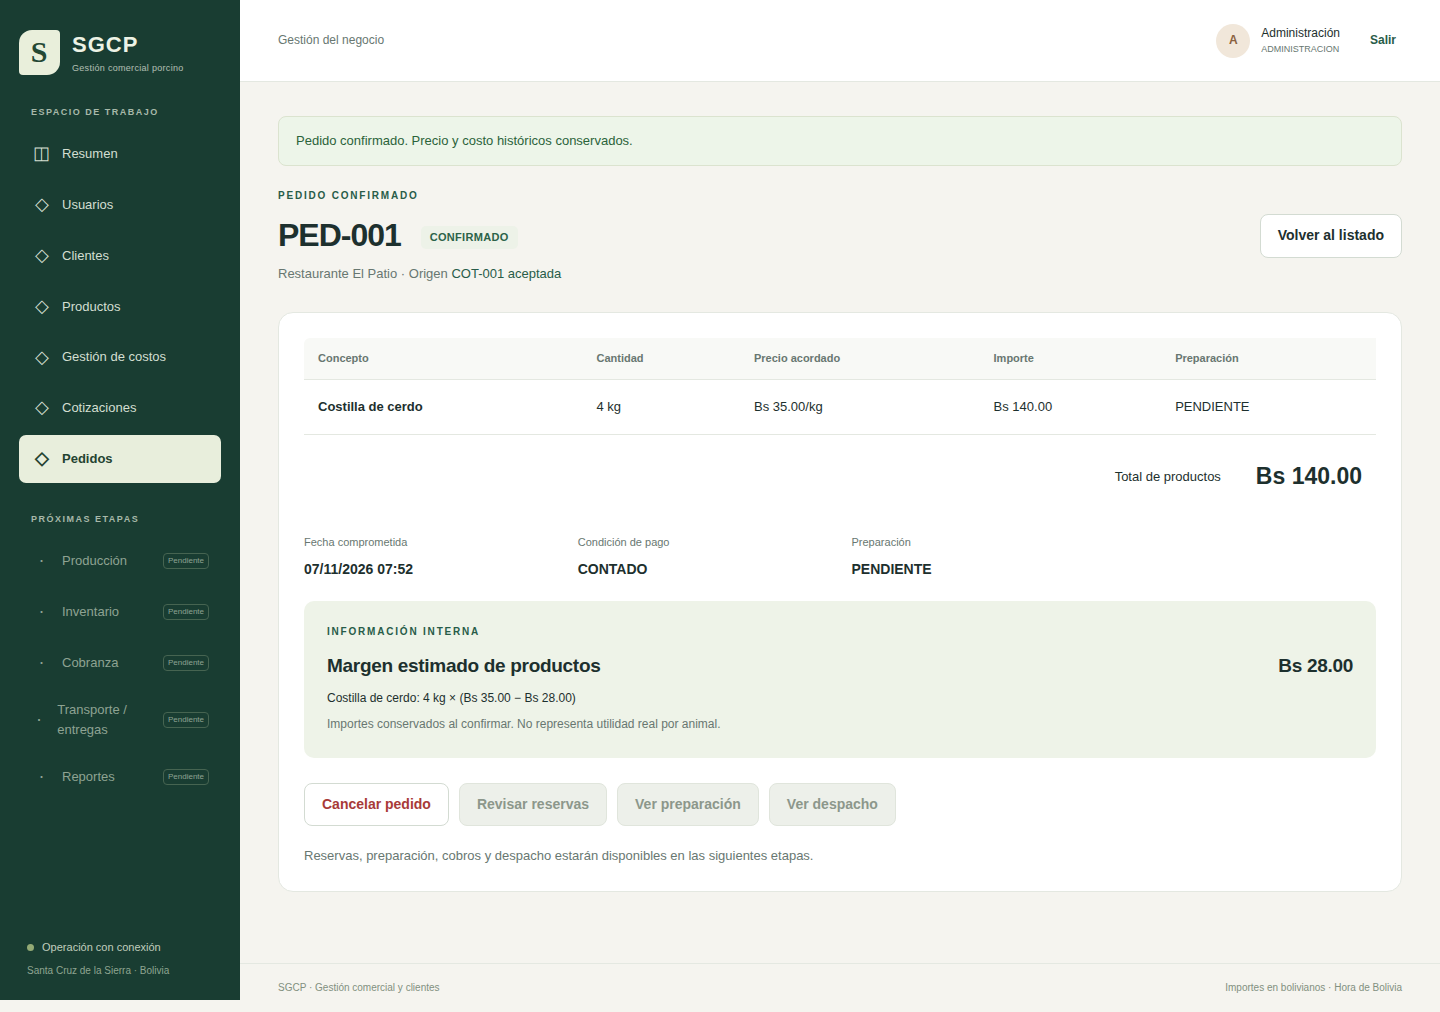 S
SGCP
Gestión comercial porcino
ESPACIO DE TRABAJO
Resumen
Usuarios
Clientes
Productos
Gestión de costos
Cotizaciones
Pedidos
PRÓXIMAS ETAPAS
Producción Pendiente
Inventario Pendiente
Cobranza Pendiente
Transporte / entregas Pendiente
Reportes Pendiente
Operación con conexión
Santa Cruz de la Sierra · Bolivia
Gestión del negocio
A
Administración
ADMINISTRACION
Salir
Pedido confirmado. Precio y costo históricos conservados.
PEDIDO CONFIRMADO
PED-001 CONFIRMADO
Volver al listado
Restaurante El Patio · Origen COT-001 aceptada
Concepto Cantidad Precio acordado Importe Preparación
Costilla de cerdo 4 kg Bs 35.00/kg Bs 140.00 PENDIENTE
Total de productos Bs 140.00
Fecha comprometida Condición de pago Preparación
07/11/2026 07:52 CONTADO PENDIENTE
INFORMACIÓN INTERNA
Margen estimado de productos Bs 28.00
Costilla de cerdo: 4 kg × (Bs 35.00 − Bs 28.00)
Importes conservados al confirmar. No representa utilidad real por animal.
Cancelar pedido Revisar reservas Ver preparación Ver despacho
Reservas, preparación, cobros y despacho estarán disponibles en las siguientes etapas.
SGCP · Gestión comercial y clientes
Importes en bolivianos · Hora de Bolivia